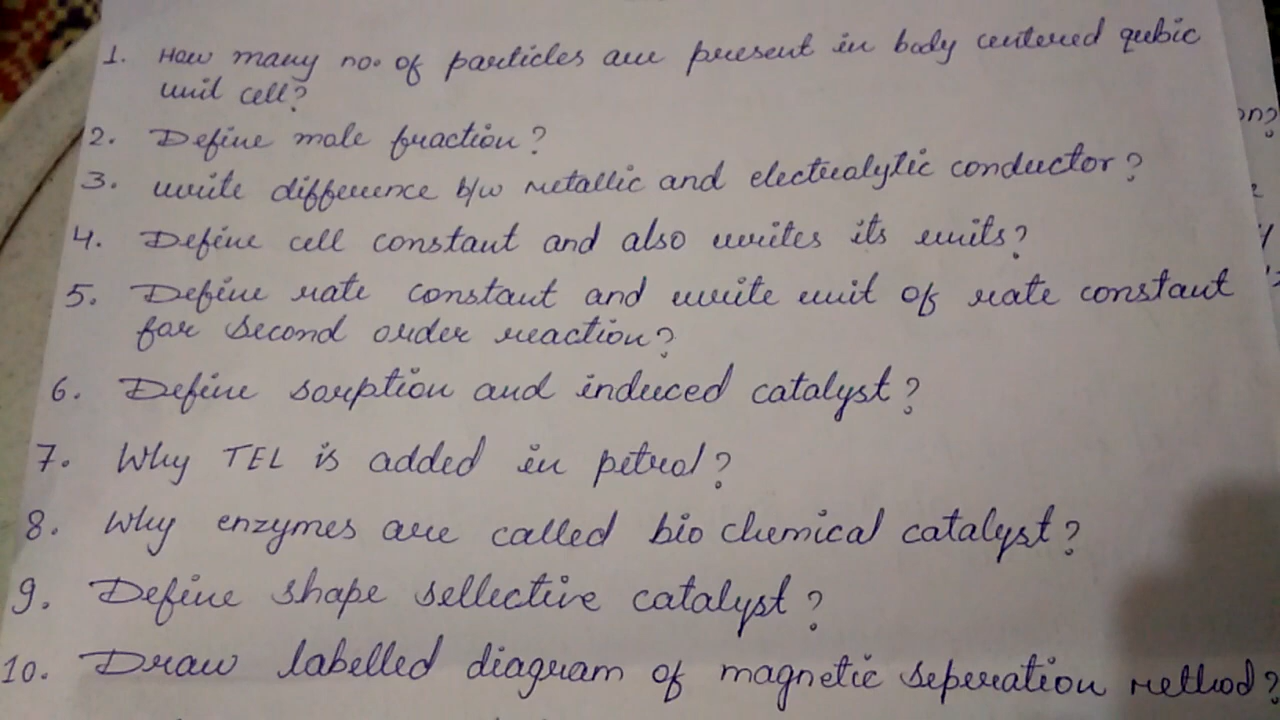 1. How many no. of particles are present in body centered qubic
unit cell?
2. Define mole fraction?
3. write difference b/w metallic and electrolytic conductor?
4. Define cell constant and also writes its units?
5. Define rate constant and write unit of rate constant
for second order reaction?
6. Define sorption and induced catalyst?
7. Why TEL is added in petrol?
8. Why enzymes are called bio chemical catalyst?
9. Define shape sellective catalyst?
10. Draw labelled diagram of magnetic seperation method?